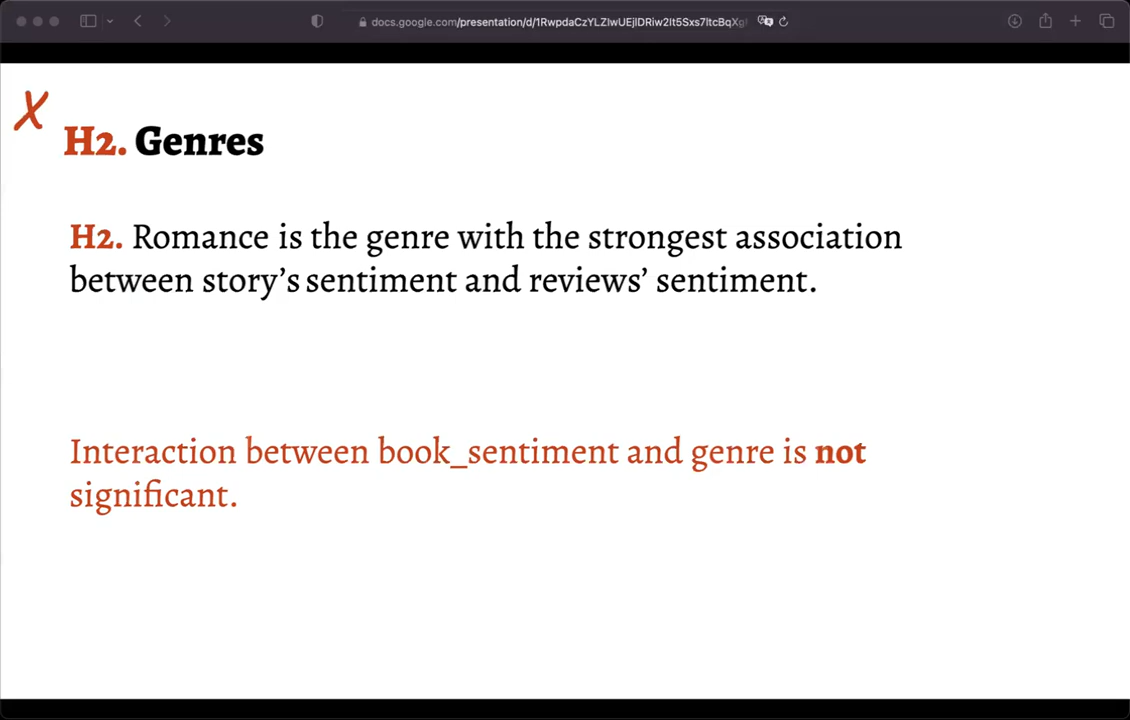 docs.google.com/presentation/d/1RwpdaCzYLZlwUEjlDRiw2lt5Sxs7ltcBqXg
X
H2. Genres
H2. Romance is the genre with the strongest association
between story’s sentiment and reviews’ sentiment.
Interaction between book_sentiment and genre is not
significant.